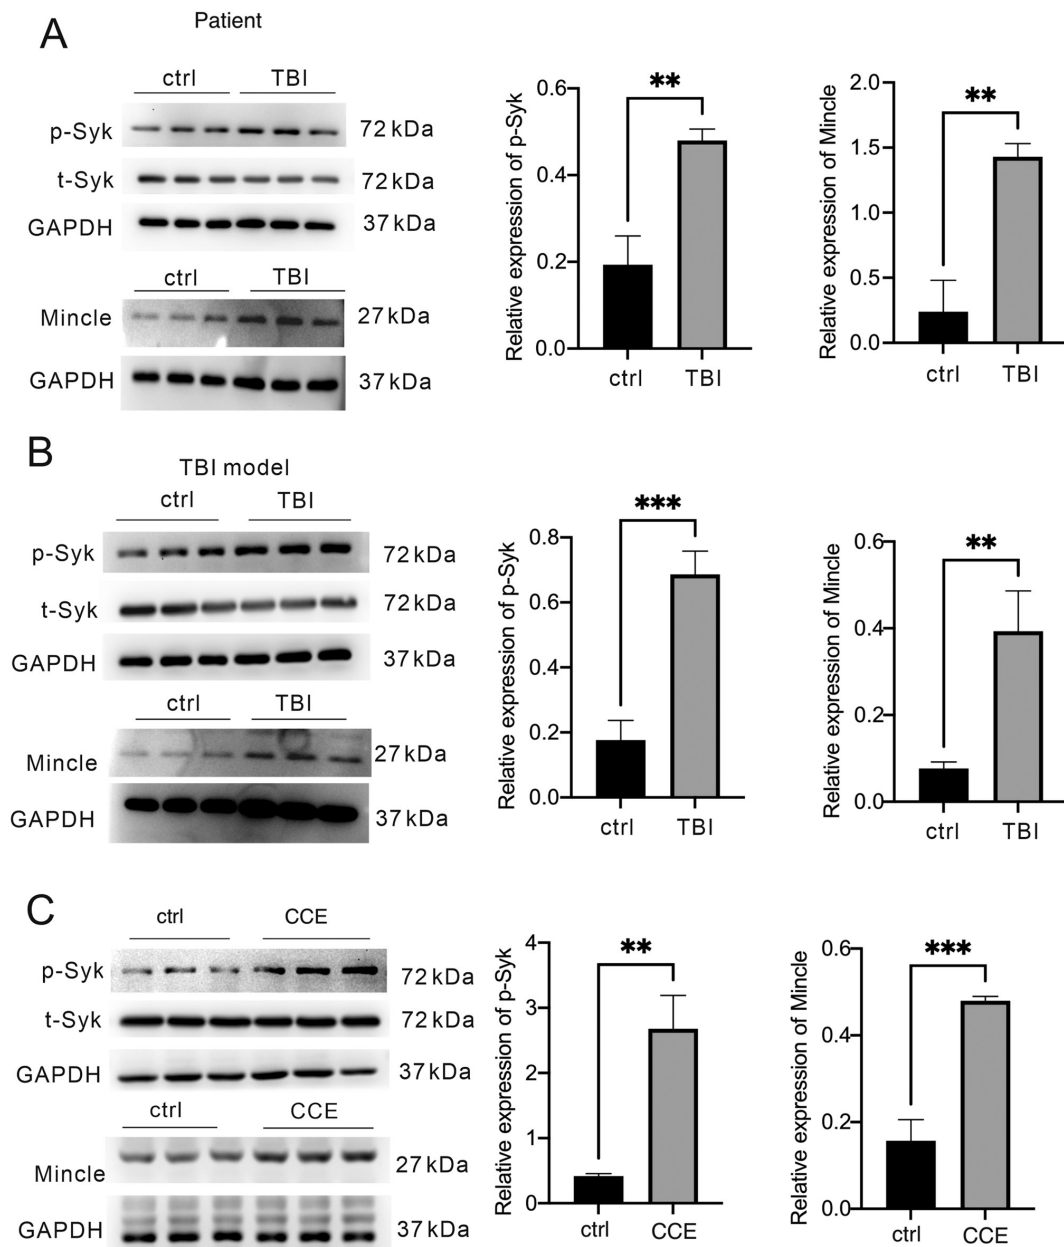 A
Patient
ctrl TBI
p-Syk 72 kDa
t-Syk 72 kDa
GAPDH 37 kDa
ctrl TBI
Mincle 27 kDa
GAPDH 37 kDa
Relative expression of p-Syk
0.6
0.4
0.2
0.0
**
ctrl TBI
Relative expression of Mincle
2.0
1.5
1.0
0.5
0.0
**
ctrl TBI
B
TBI model
ctrl TBI
p-Syk 72 kDa
t-Syk 72 kDa
GAPDH 37 kDa
ctrl TBI
Mincle 27 kDa
GAPDH 37 kDa
Relative expression of p-Syk
0.8
0.6
0.4
0.2
0.0
***
ctrl TBI
Relative expression of Mincle
0.6
0.4
0.2
0.0
**
ctrl TBI
C
ctrl CCE
p-Syk 72 kDa
t-Syk 72 kDa
GAPDH 37 kDa
ctrl CCE
Mincle 27 kDa
GAPDH 37 kDa
Relative expression of p-Syk
4
3
2
1
0
**
ctrl CCE
Relative expression of Mincle
0.6
0.4
0.2
0.0
***
ctrl CCE